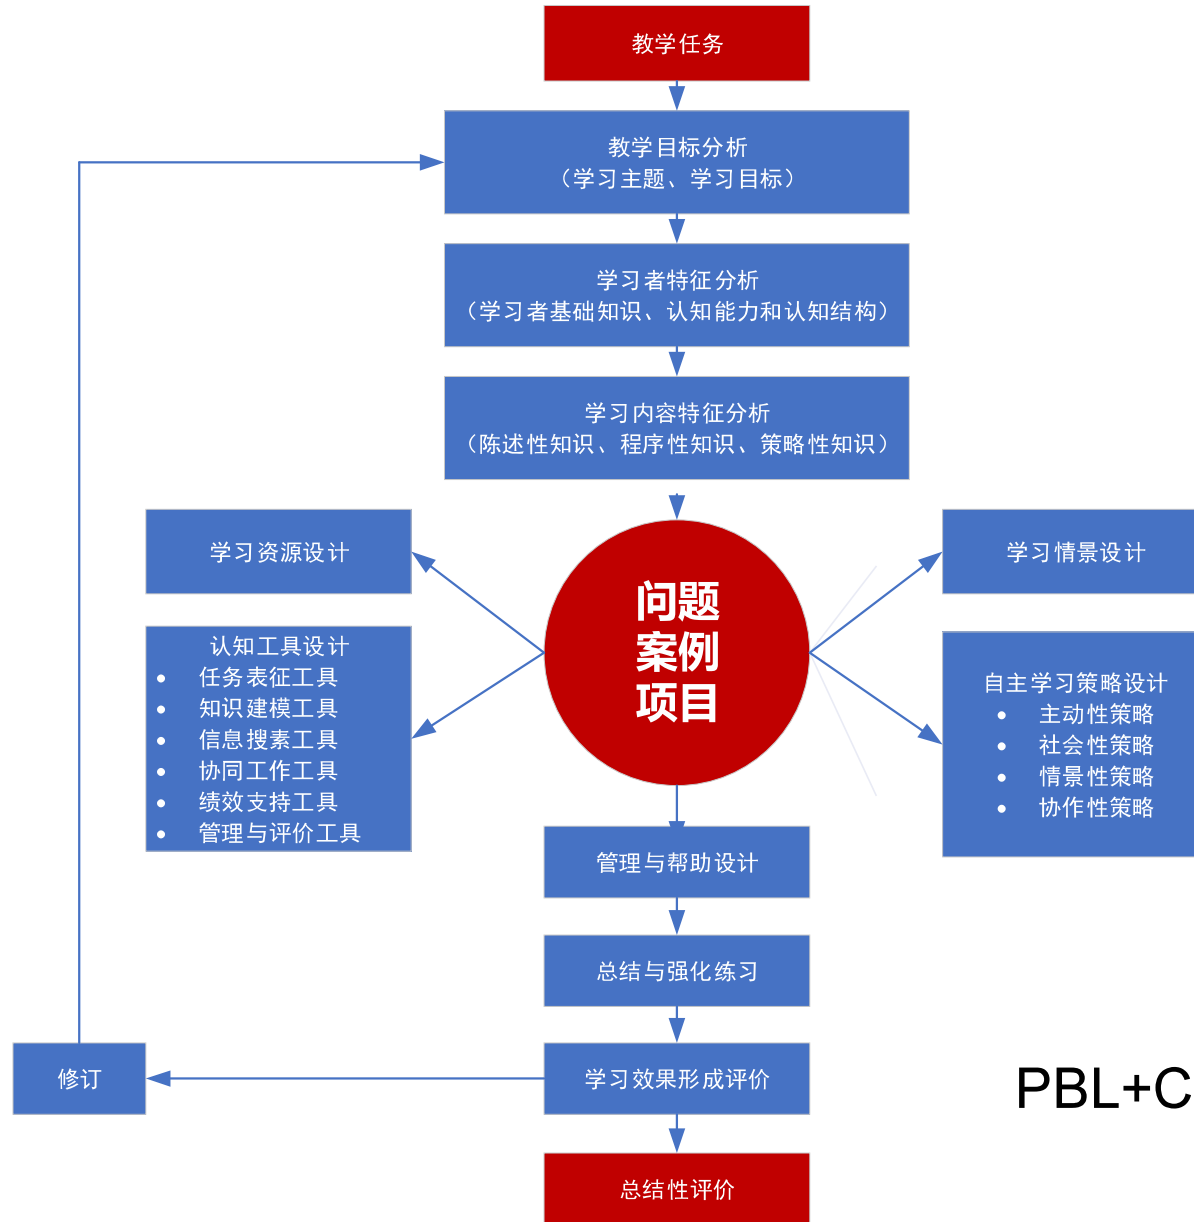 教学任务
教学目标分析
（学习主题、学习目标）
学习者特征分析
（学习者基础知识、认知能力和认知结构）
学习内容特征分析
（陈述性知识、程序性知识、策略性知识）
学习资源设计
认知工具设计
• 任务表征工具
• 知识建模工具
• 信息搜素工具
• 协同工作工具
• 绩效支持工具
• 管理与评价工具
问题
案例
项目
学习情景设计
自主学习策略设计
• 主动性策略
• 社会性策略
• 情景性策略
• 协作性策略
管理与帮助设计
总结与强化练习
修订
学习效果形成评价
PBL+C
总结性评价